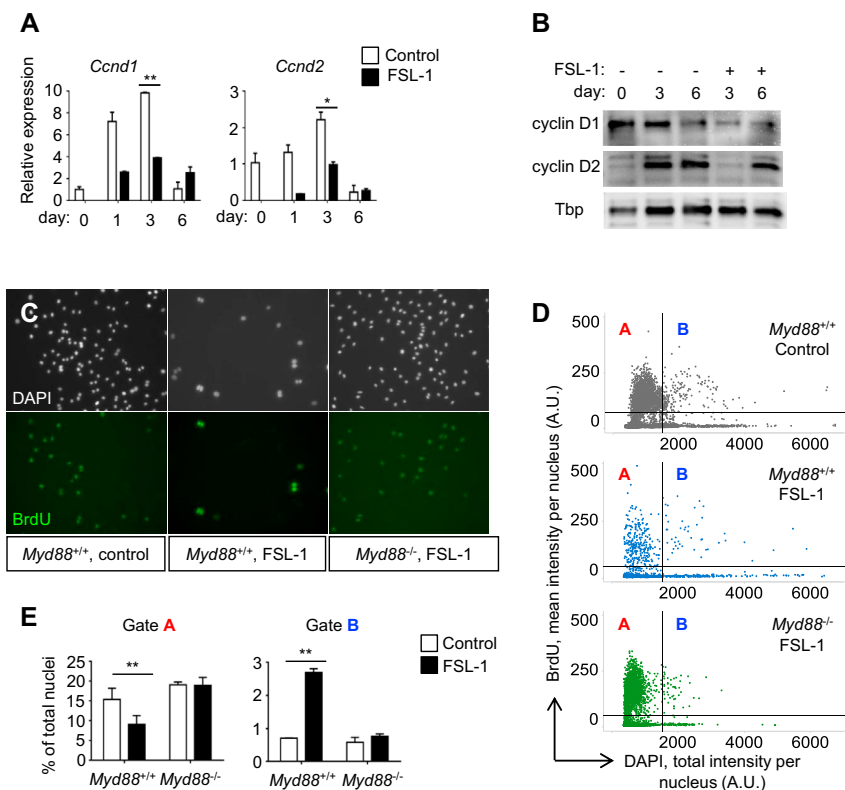 A
Ccnd1
Ccnd2
Control
FSL-1
Relative expression
10
8
6
4
2
0
3
2
1
0
day: 0 1 3 6
0 1 3 6
**
*
B
FSL-1: - - - + +
day: 0 3 6 3 6
cyclin D1
cyclin D2
Tbp
C
DAPI
BrdU
Myd88+/+, control
Myd88+/+, FSL-1
Myd88-/-, FSL-1
D
BrdU, mean intensity per nucleus (A.U.)
500
250
0
A B
Myd88+/+
Control
2000 4000 6000
500
250
0
A B
Myd88+/+
FSL-1
2000 4000 6000
500
250
0
A B
Myd88-/-
FSL-1
2000 4000 6000
DAPI, total intensity per
nucleus (A.U.)
E
Gate A
Gate B
Control
FSL-1
% of total nuclei
25
20
15
10
5
0
**
Myd88+/+ Myd88-/-
3
2
1
0
**
Myd88+/+ Myd88-/-